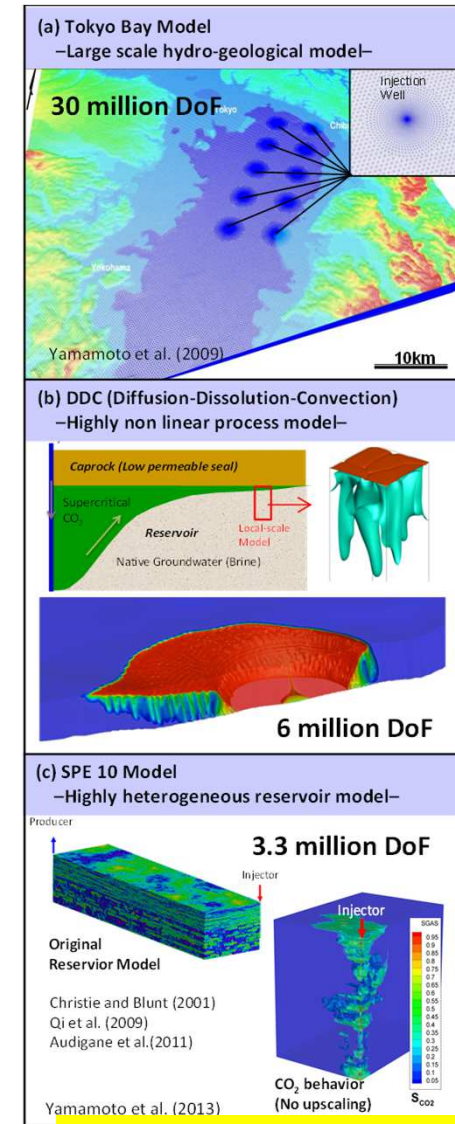 (a) Tokyo Bay Model
–Large scale hydro-geological model–
30 million DoF
Injection
Well
Tokyo
Chiba
Yokohama
Yamamoto et al. (2009)
10km
(b) DDC (Diffusion-Dissolution-Convection)
–Highly non linear process model–
Caprock (Low permeable seal)
Supercritical
CO₂
Reservoir
Local-scale
Model
Native Groundwater (Brine)
6 million DoF
(c) SPE 10 Model
–Highly heterogeneous reservoir model–
Producer
3.3 million DoF
Injector
Injector
Original
Reservior Model
SGAS
0.95
0.9
0.85
0.8
0.75
0.7
0.65
0.6
0.55
0.5
0.45
0.4
0.35
0.3
0.25
0.2
0.15
0.1
0.05
Christie and Blunt (2001)
Qi et al. (2009)
Audigane et al.(2011)
CO₂ behavior
(No upscaling)
S_CO2
Yamamoto et al. 2013)